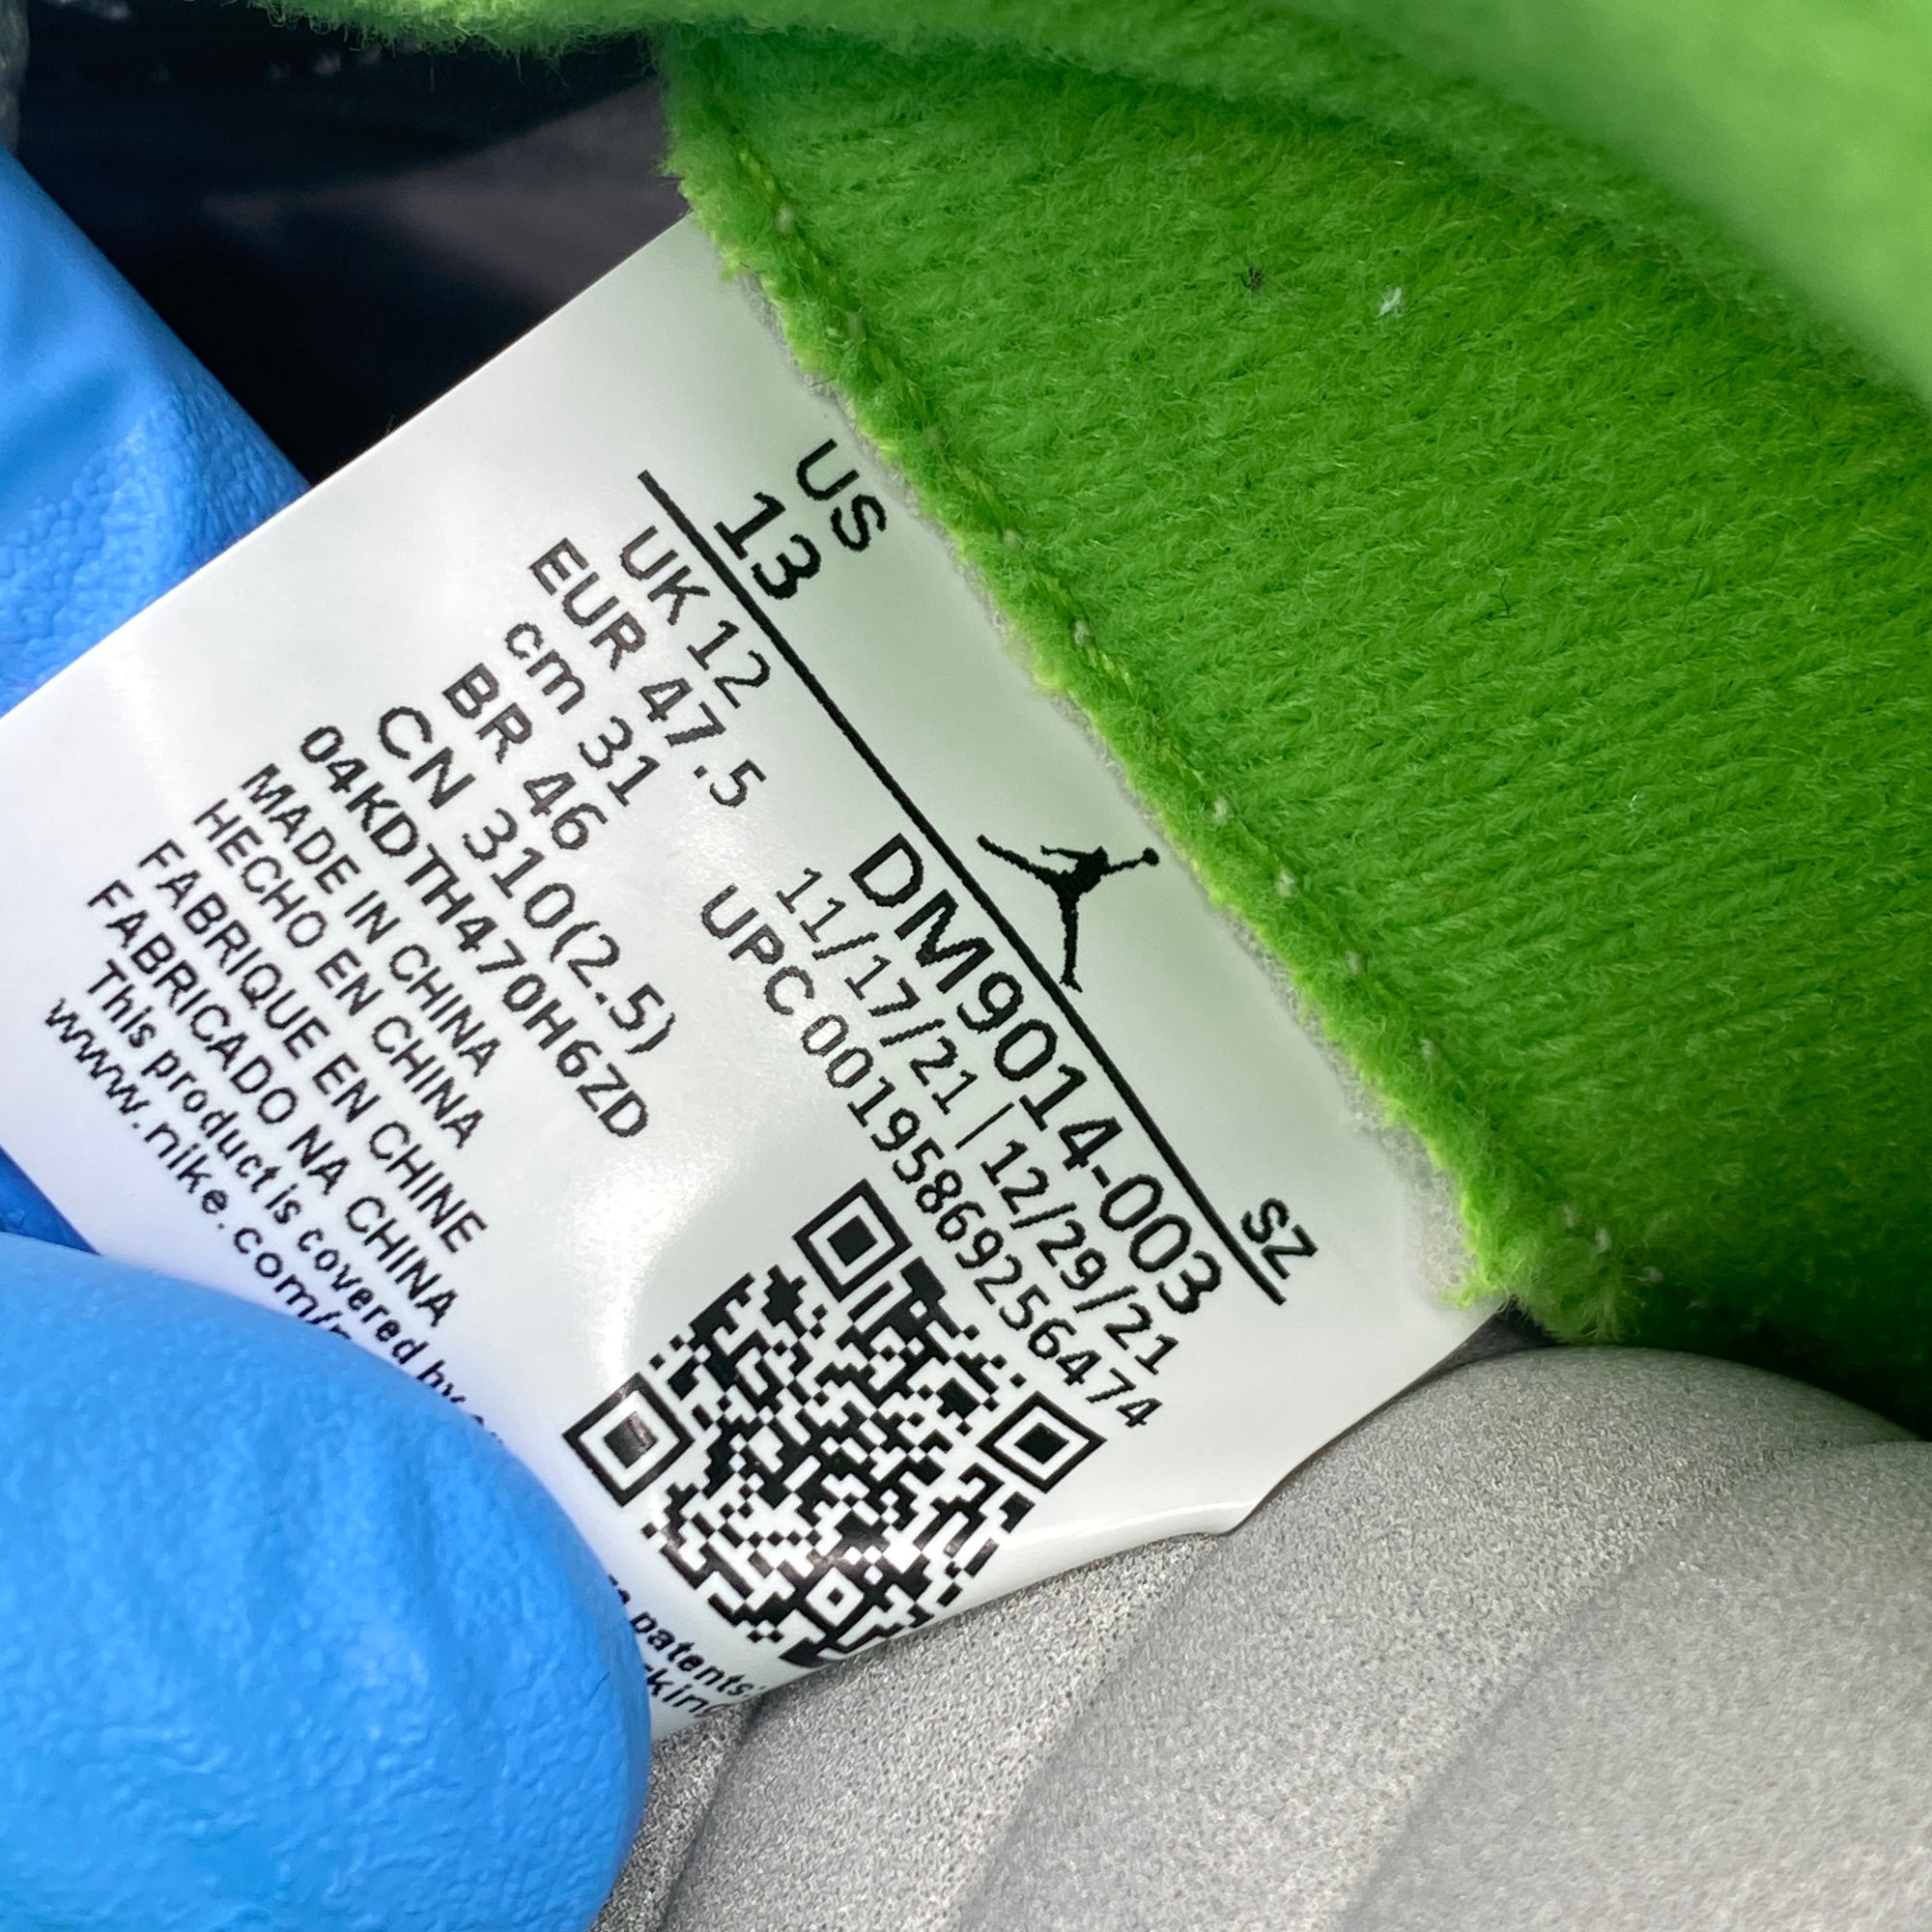 US
13
SZ
UK 12
EUR 47.5
cm 31
BR 46
CN 310(2.5)
04KDTH470H6ZD
MADE IN CHINA
HECHO EN CHINA
FABRIQUE EN CHINE
FABRICADO NA CHINA
This product is covered by
patents
www.nike.com/
DM9014-003
11/17/21 | 12/29/21
UPC 00195869256474